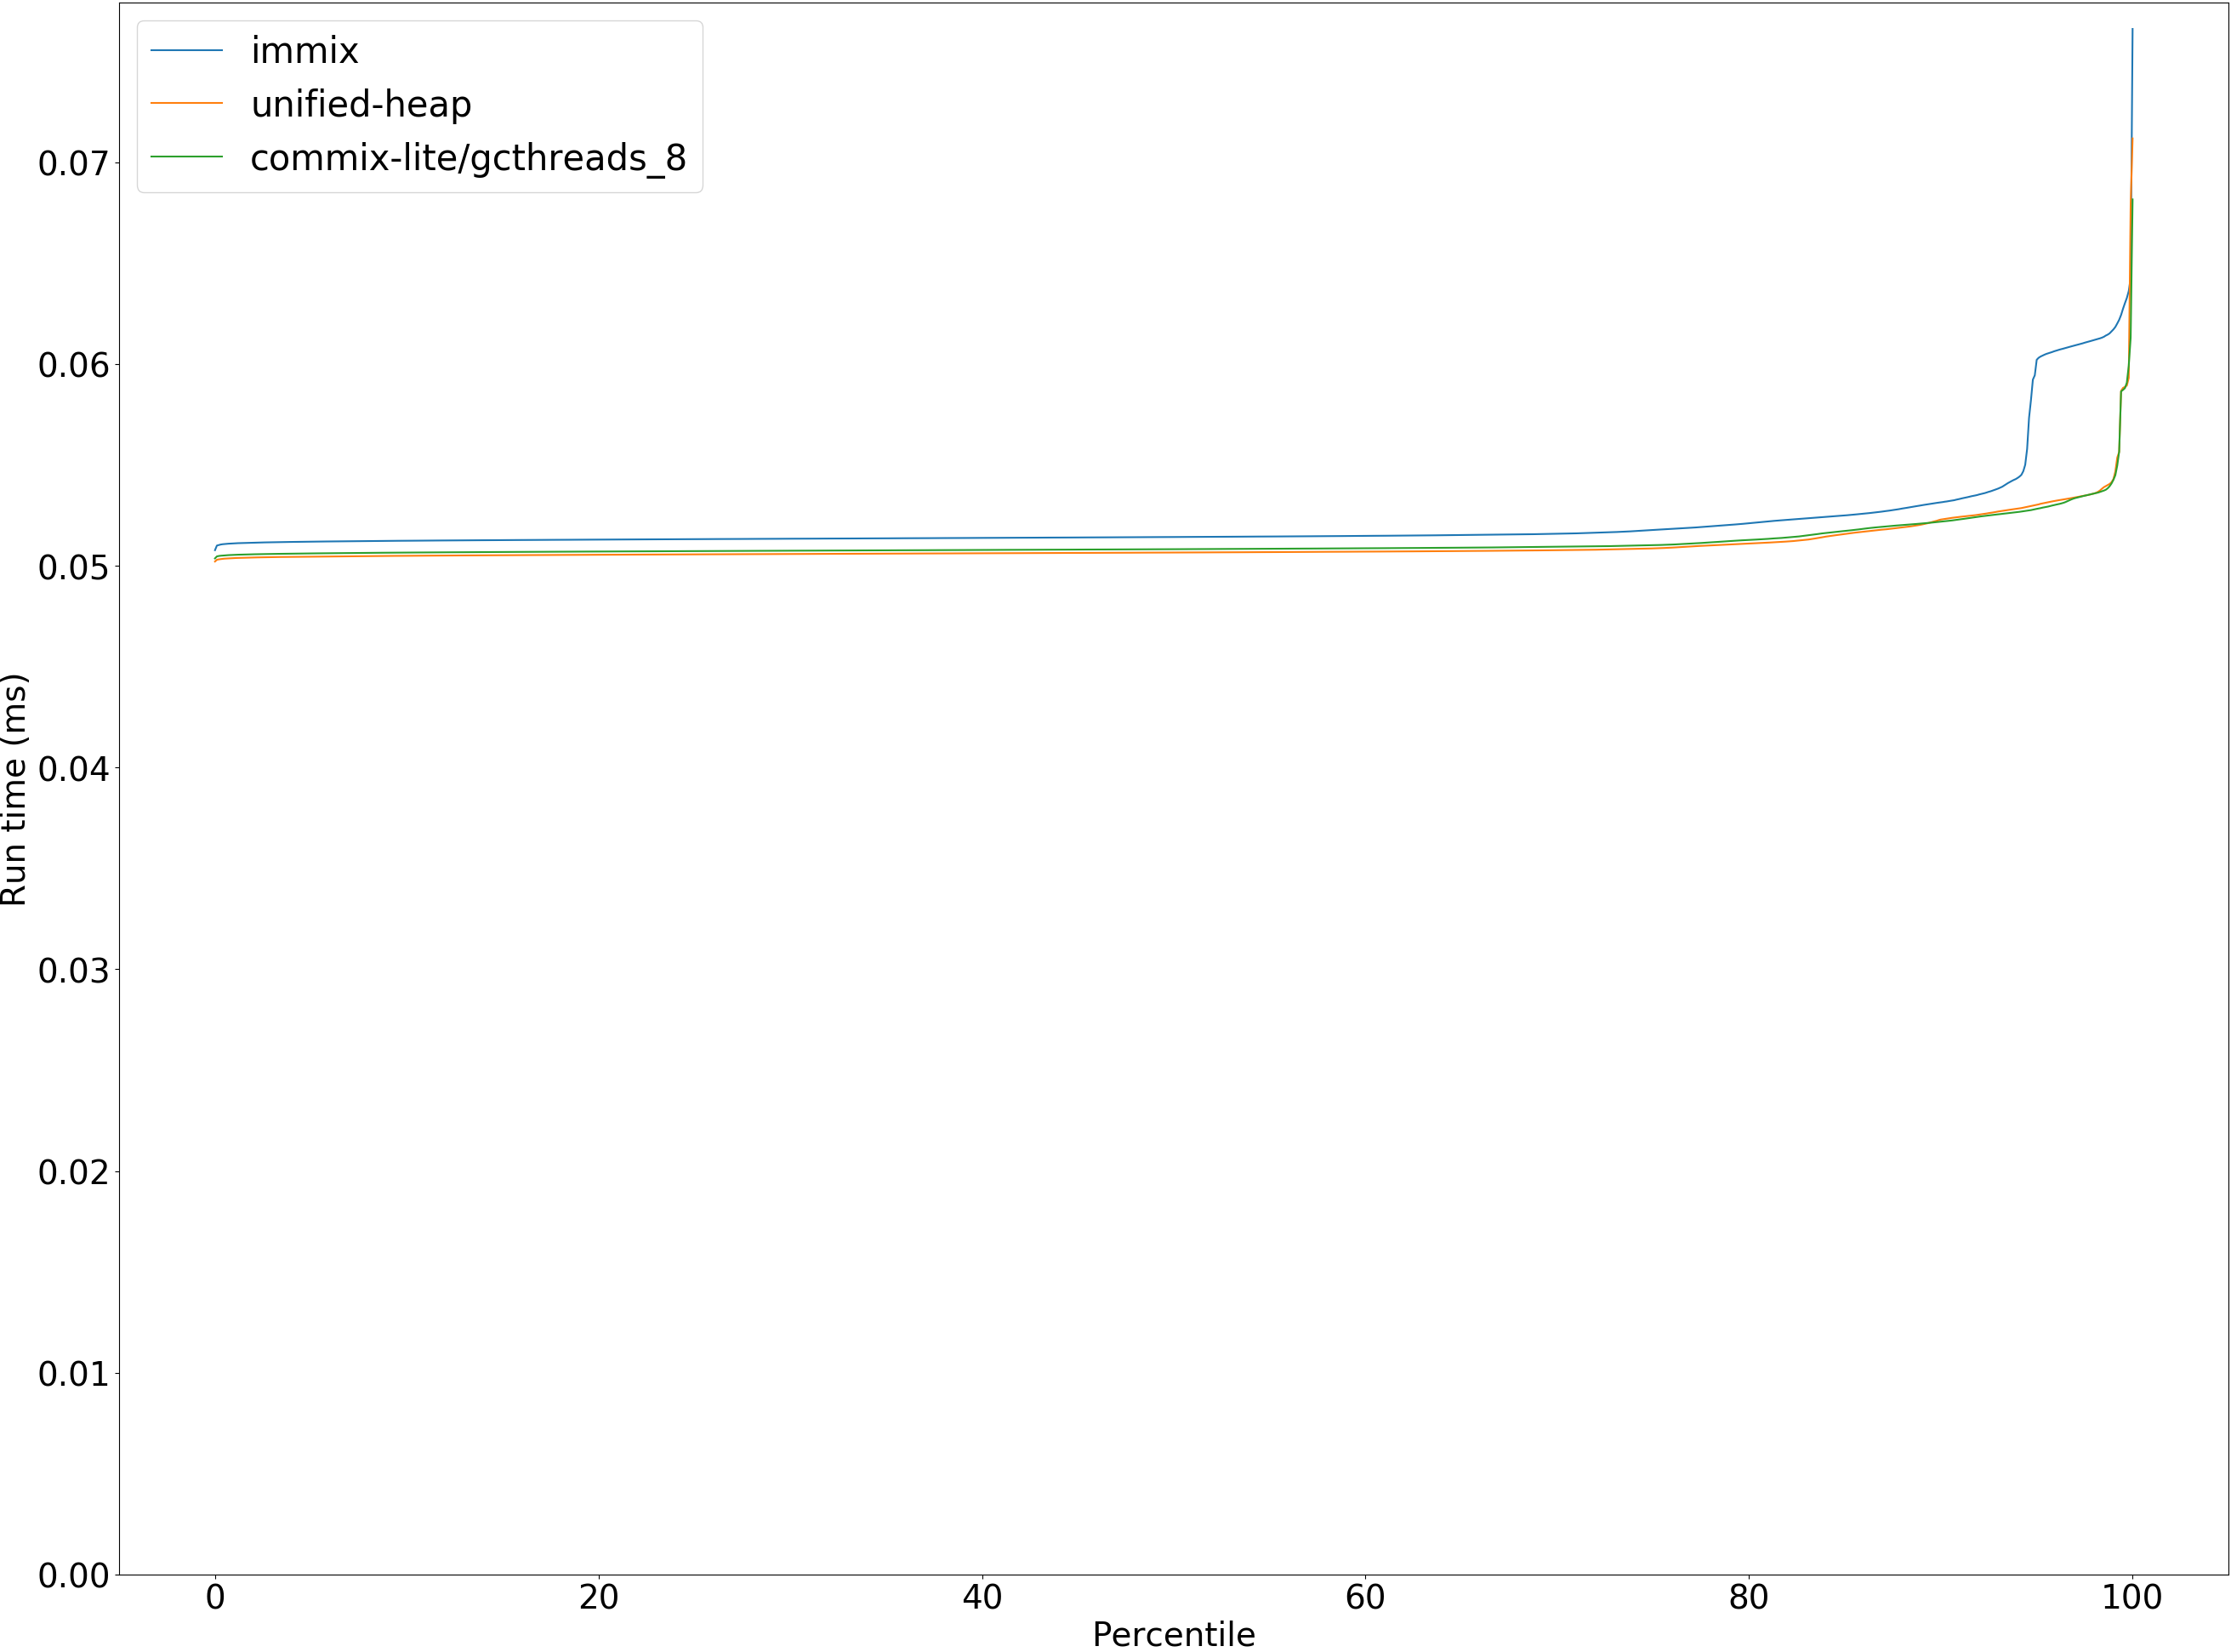 immix
unified-heap
commix-lite/gcthreads_8
0.07
0.06
0.05
0.04
0.03
0.02
0.01
0.00
Run time (ms)
0 20 40 60 80 100
Percentile